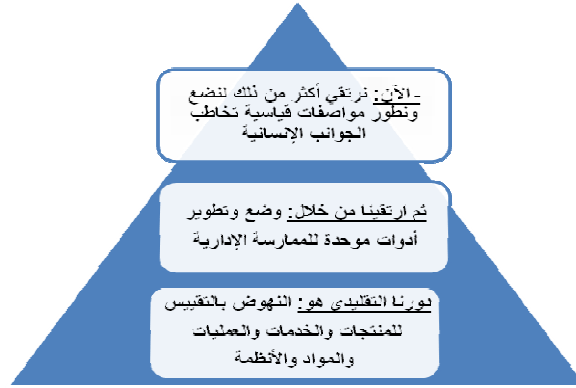 - الآن: نرتقي أكثر من ذلك لنضع
ونطور مواصفات قياسية تخاطب
الجوانب الإنسانية
ثم ارتقينا من خلال: وضع وتطوير
أدوات موحدة للممارسة الإدارية
دورنا التقليدي هو: النهوض بالتقييس
للمنتجات والخدمات والعمليات
والمواد والأنظمة